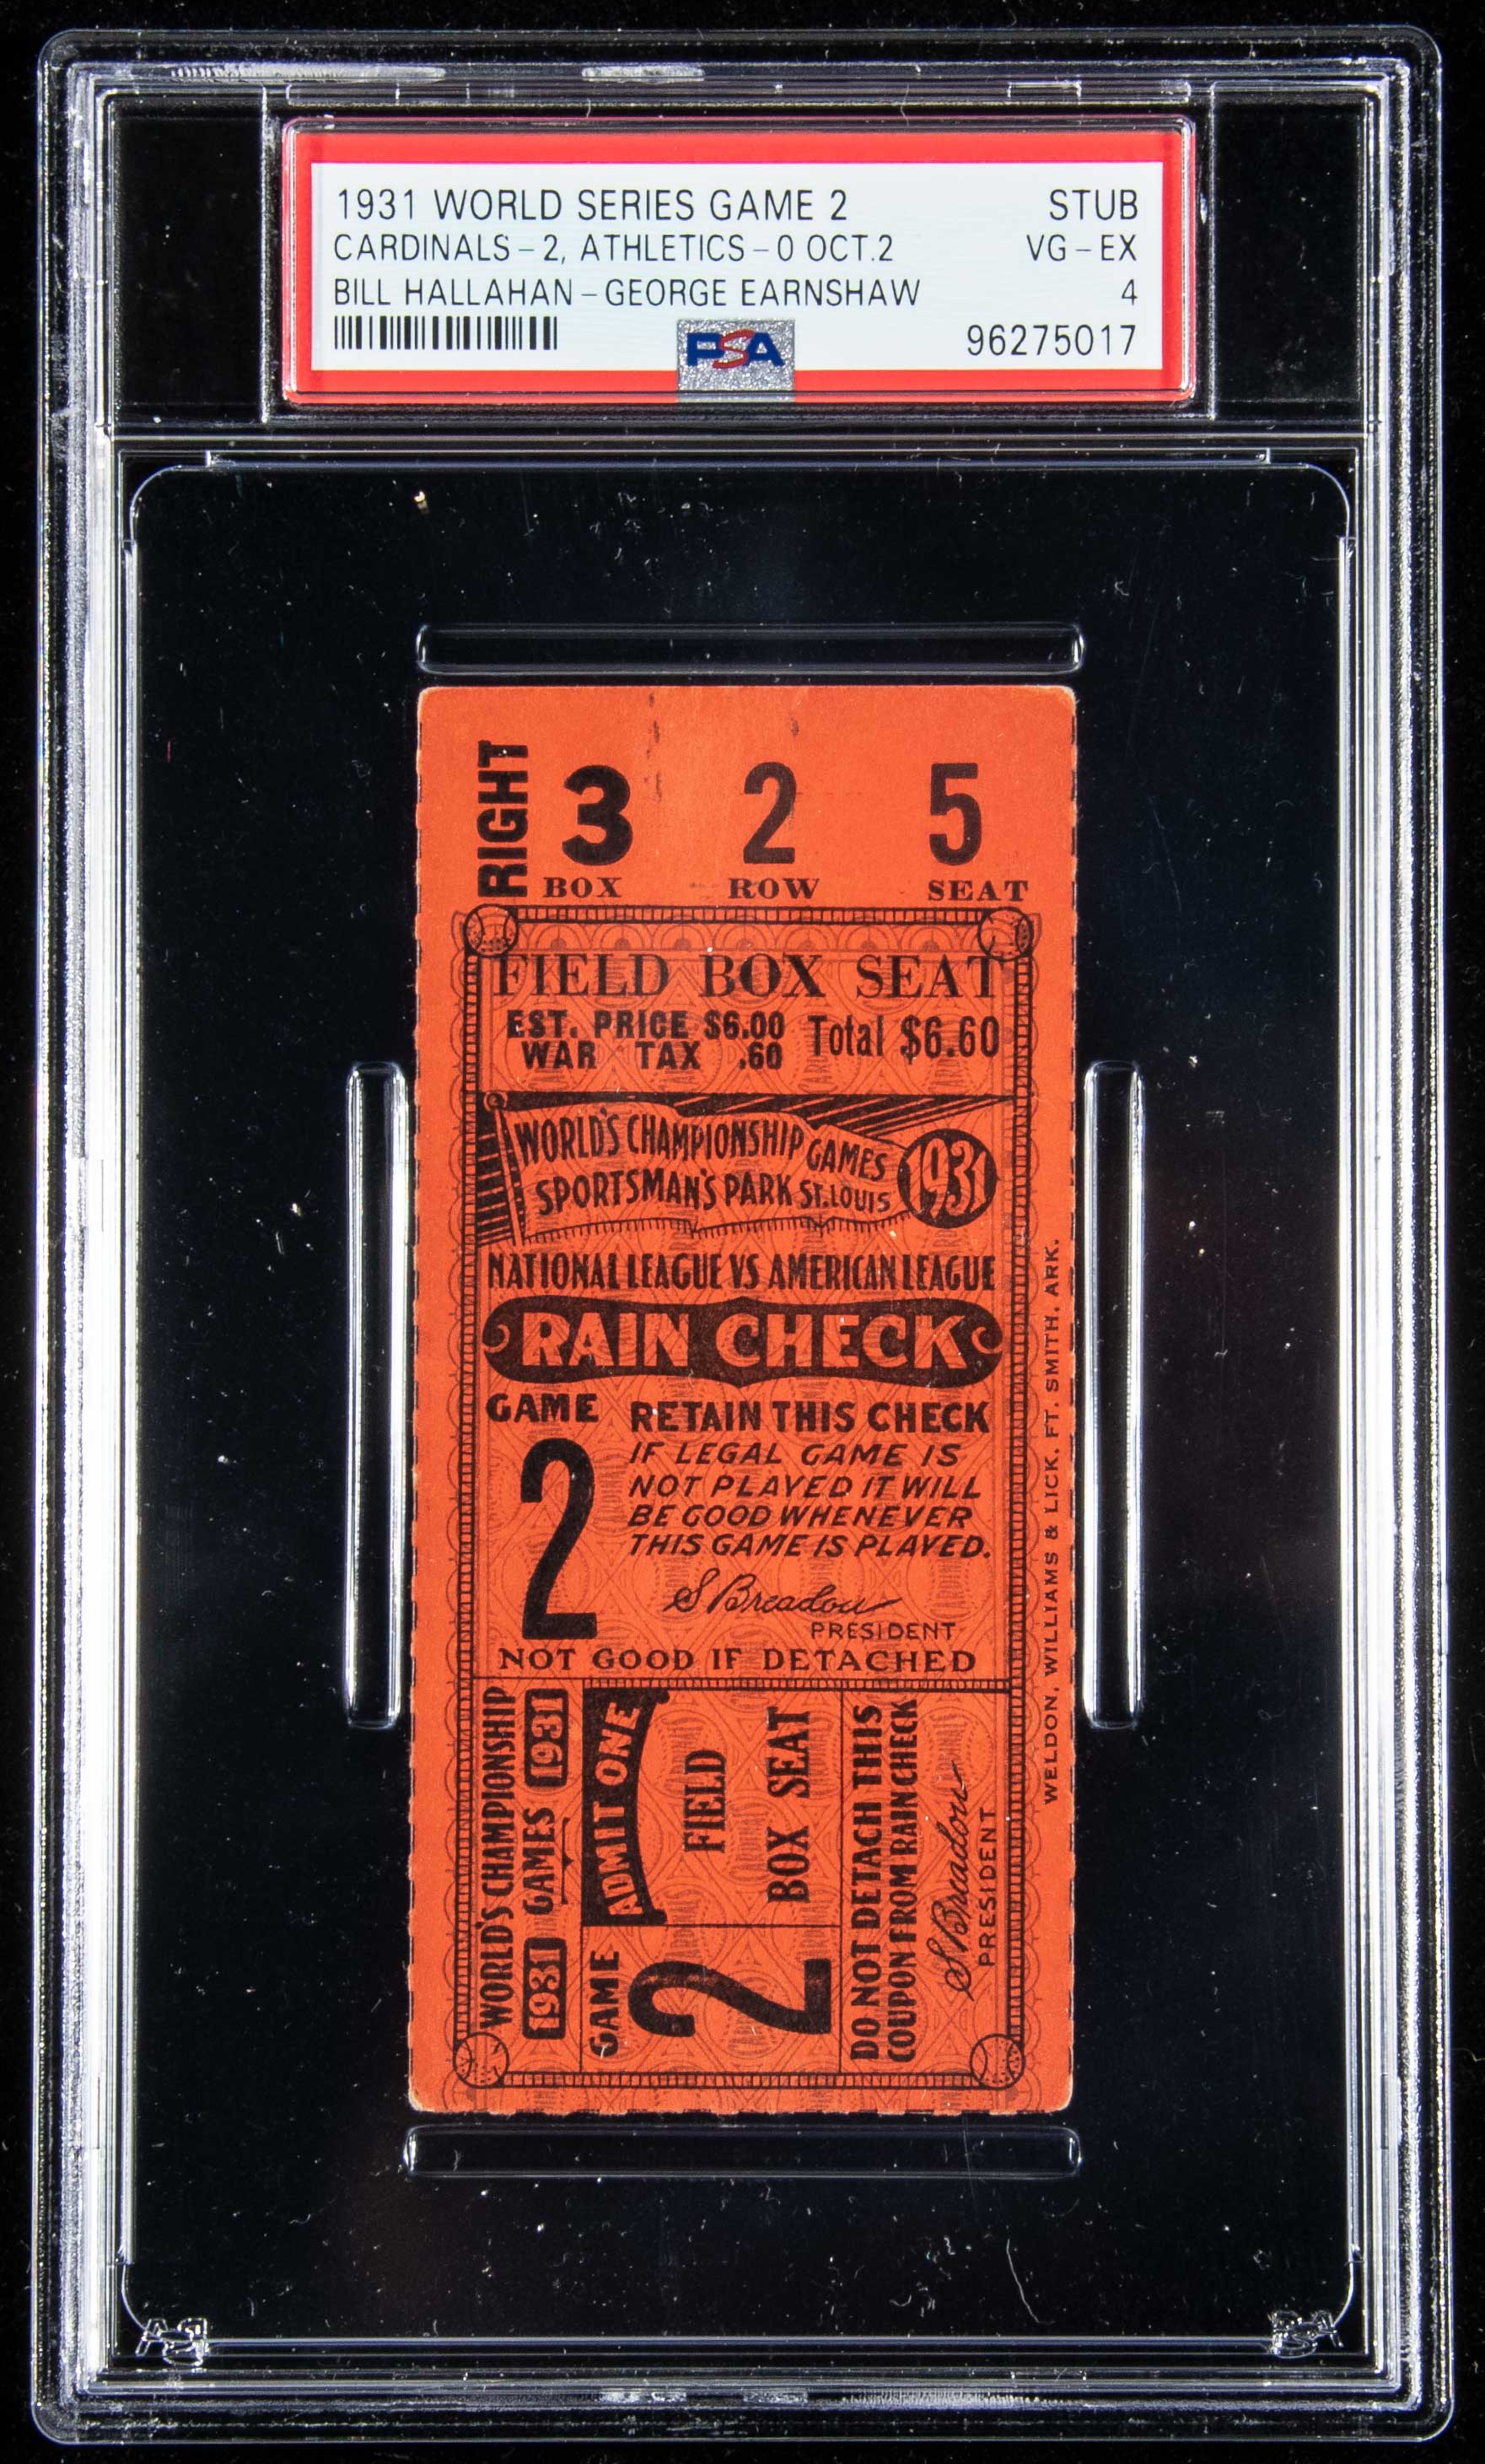 1931 WORLD SERIES GAME 2 STUB
CARDINALS-2, ATHLETICS-0 OCT.2 VG-EX
BILL HALLAHAN-GEORGE EARNSHAW 4
PSA 96275017
RIGHT
3 2 5
BOX ROW SEAT
FIELD BOX SEAT
EST. PRICE $6.00 Total $6.60
WAR TAX .60
WORLD'S CHAMPIONSHIP GAMES 1931
SPORTSMAN'S PARK ST. LOUIS
NATIONAL LEAGUE VS AMERICAN LEAGUE
RAIN CHECK
GAME
2
RETAIN THIS CHECK
IF LEGAL GAME IS
NOT PLAYED IT WILL
BE GOOD WHENEVER
THIS GAME IS PLAYED.
S Breadon
PRESIDENT
NOT GOOD IF DETACHED
WORLD'S CHAMPIONSHIP
1931 GAMES 1931
GAME ADMIT ONE
2
FIELD
BOX SEAT
DO NOT DETACH THIS
COUPON FROM RAIN CHECK
S Breadon
PRESIDENT
WELDON, WILLIAMS & LICK. FT. SMITH, ARK.
PSA
PSA